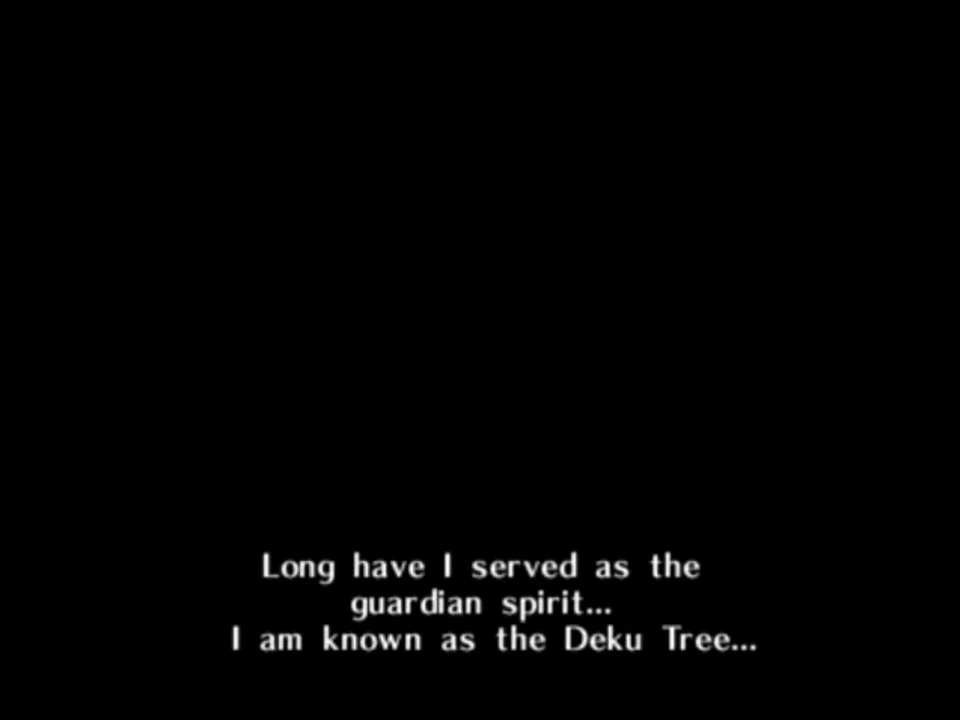 Long have I served as the
guardian spirit...
I am known as the Deku Tree...